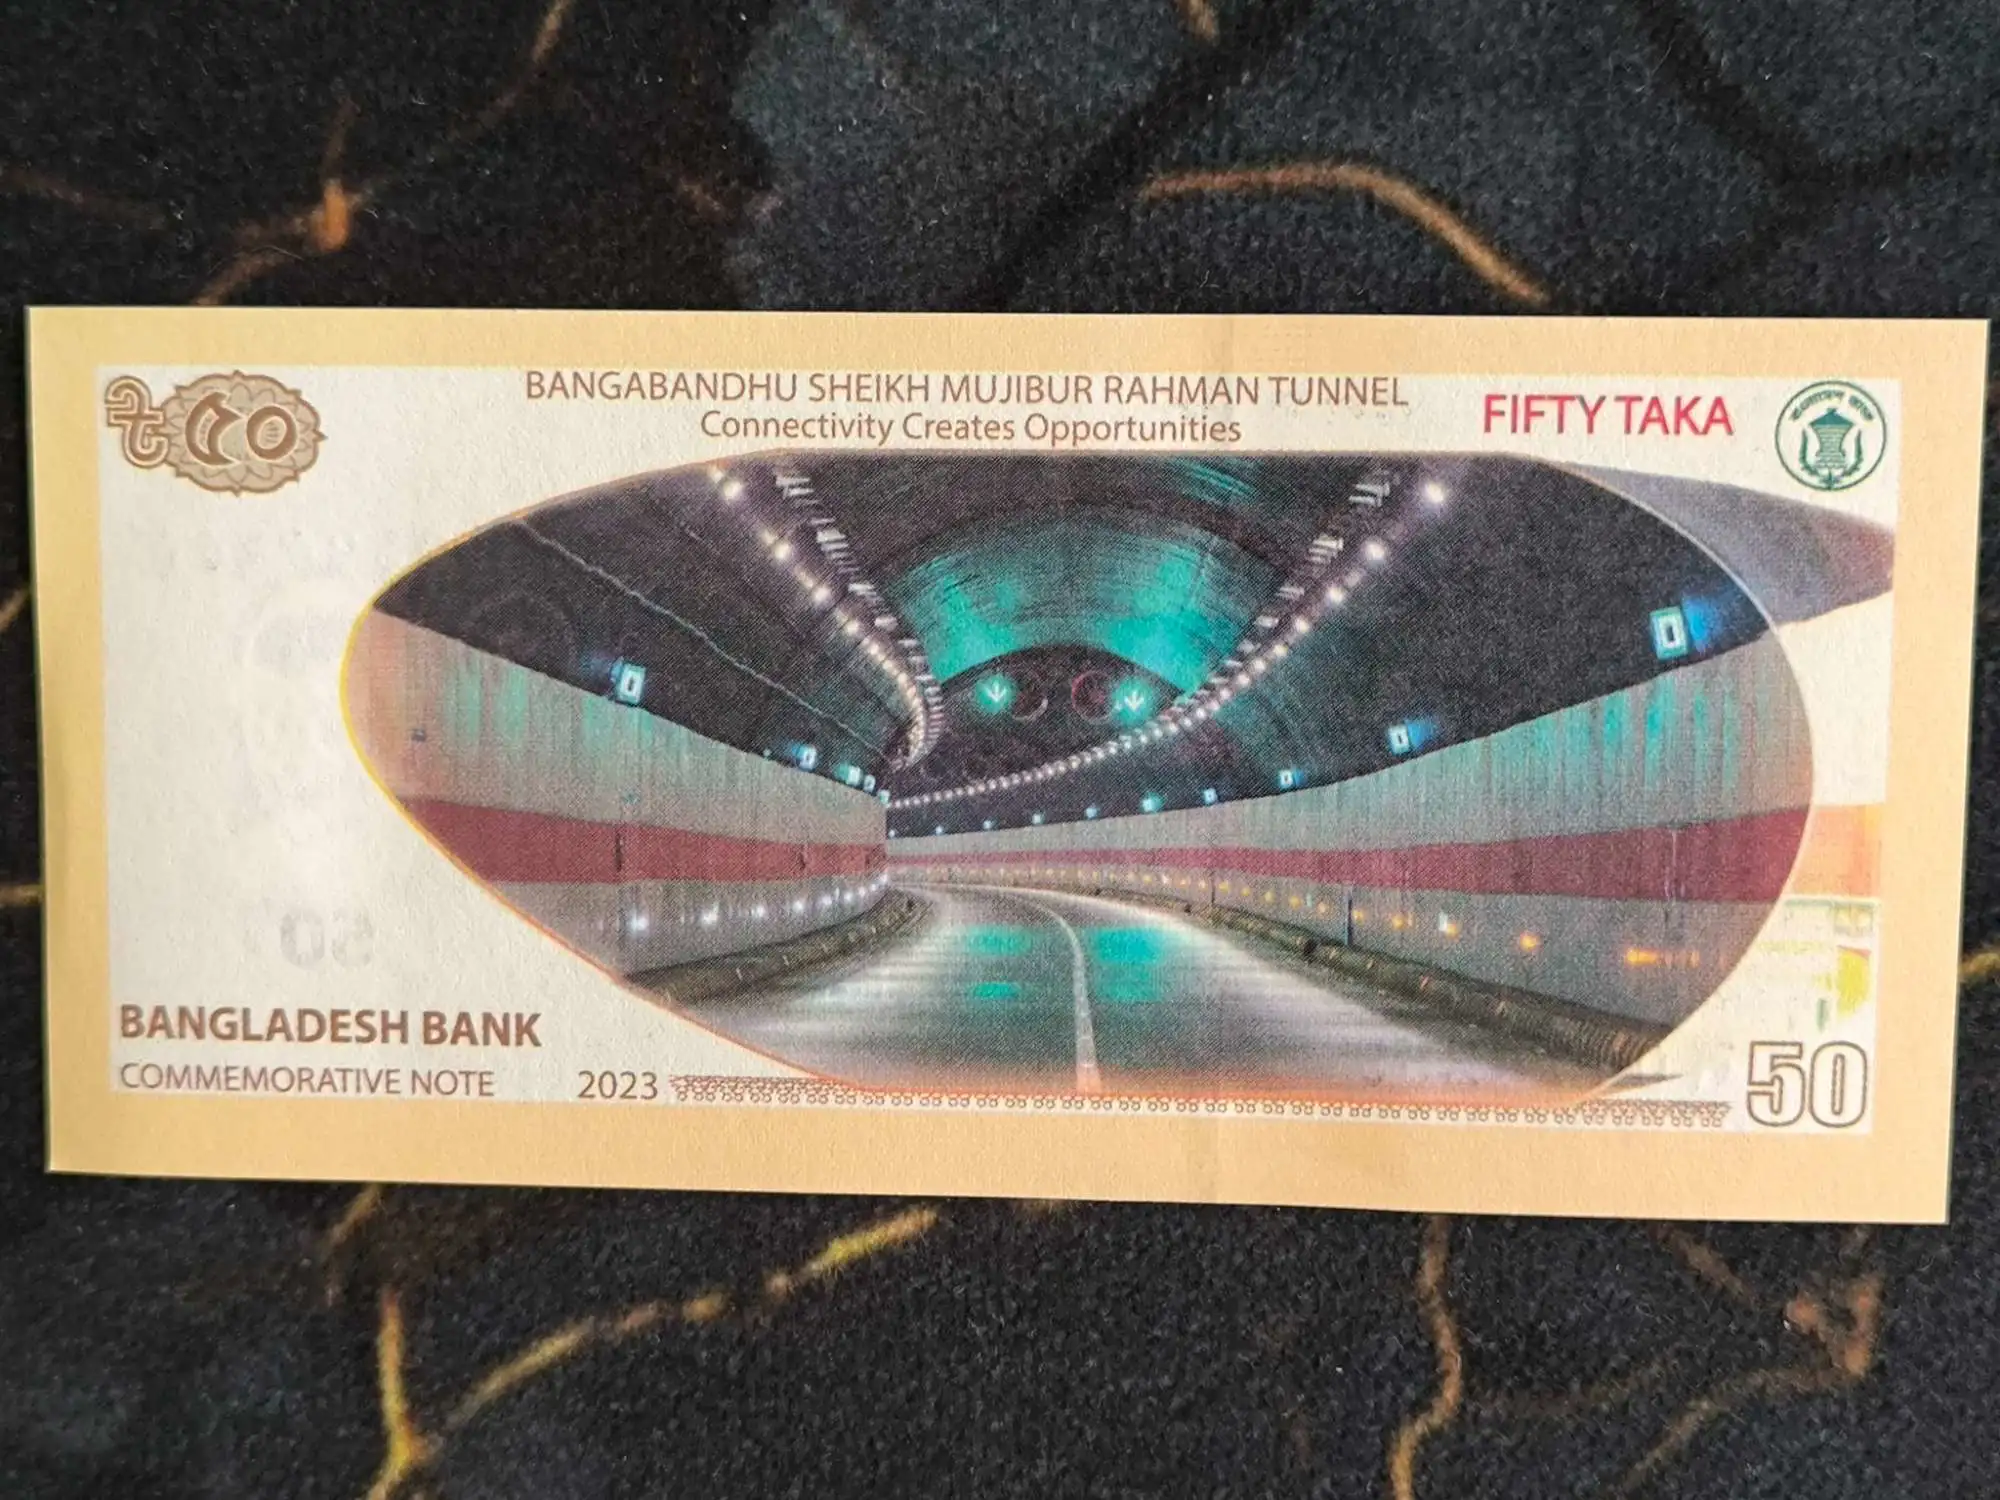 ৳ ৫০
BANGABANDHU SHEIKH MUJIBUR RAHMAN TUNNEL
Connectivity Creates Opportunities
FIFTY TAKA
বাংলাদেশ ব্যাংক
BANGLADESH BANK
COMMEMORATIVE NOTE 2023
50